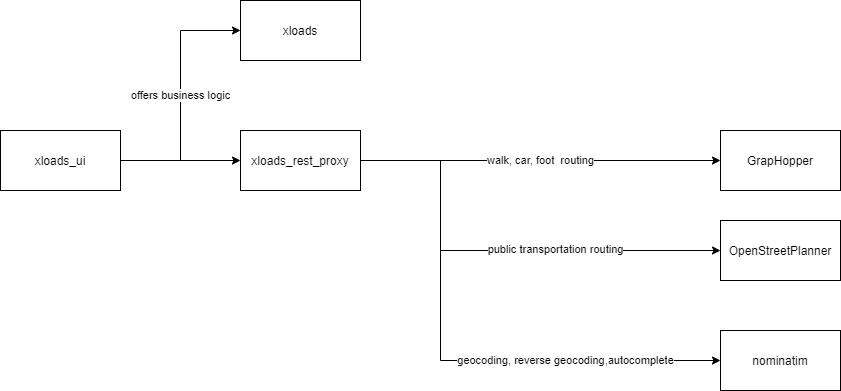 xloads
offers business logic
xloads_ui
xloads_rest_proxy
walk, car, foot  routing
GrapHopper
public transportation routing
OpenStreetPlanner
geocoding, reverse geocoding,autocomplete
nominatim